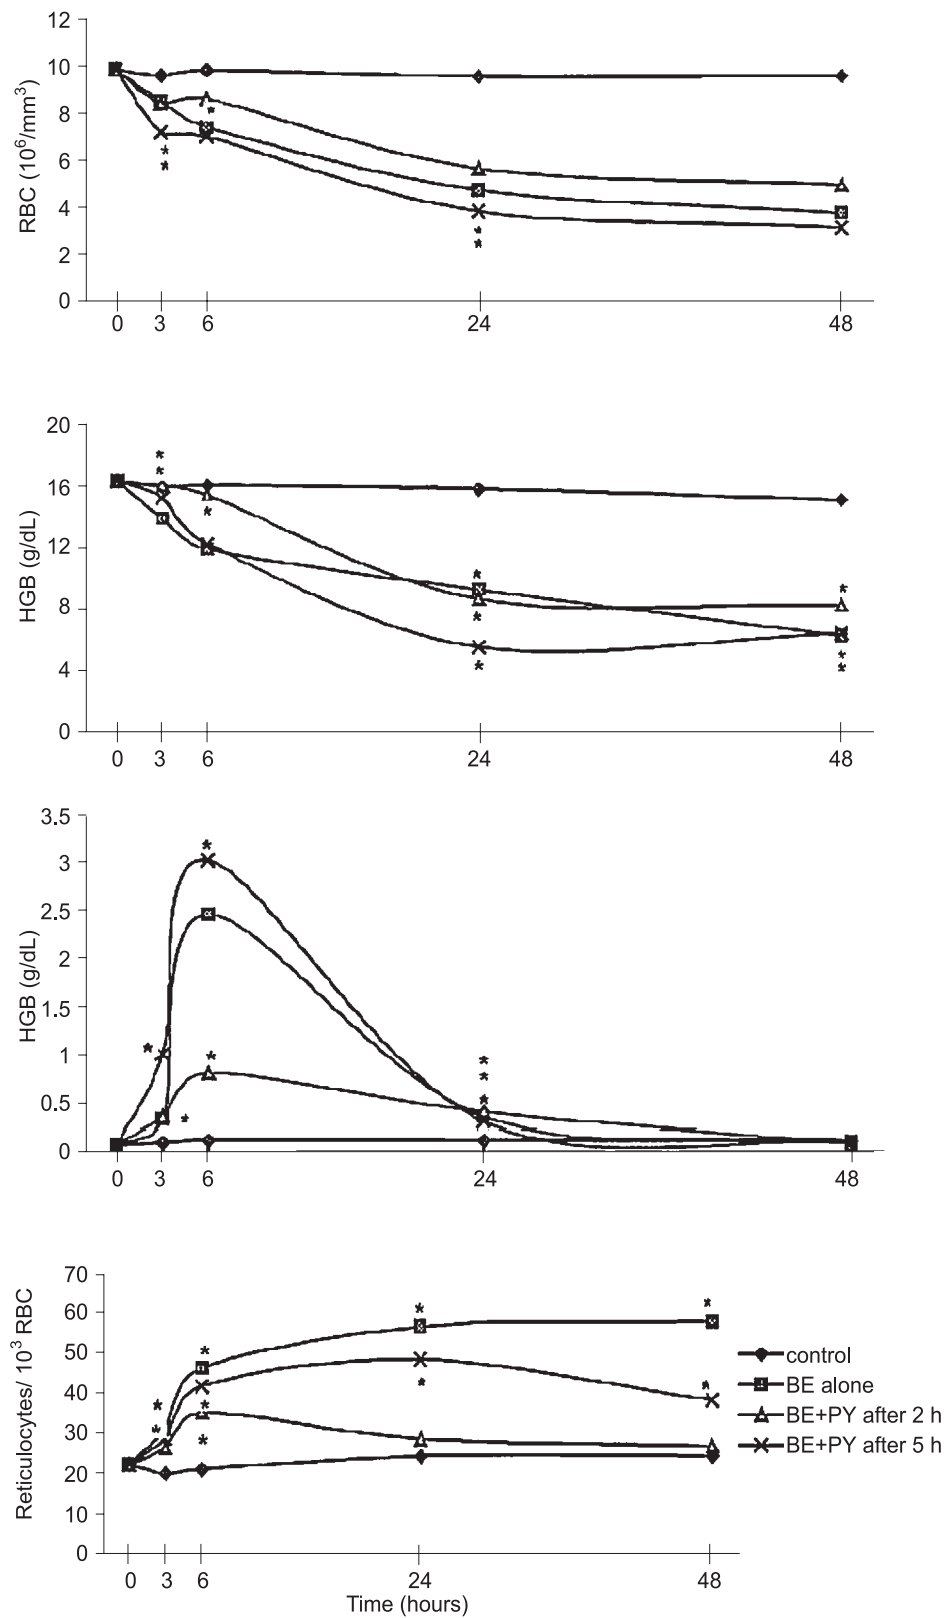 12
10
8
6
4
2
0
RBC (10⁶/mm³)
0 3 6 24 48
20
16
12
8
4
0
HGB (g/dL)
0 3 6 24 48
3.5
3
2.5
2
1.5
1
0.5
0
HGB (g/dL)
0 3 6 24 48
70
60
50
40
30
20
10
0
Reticulocytes/ 10³ RBC
0 3 6 24 48
Time (hours)
control
BE alone
BE+PY after 2 h
BE+PY after 5 h